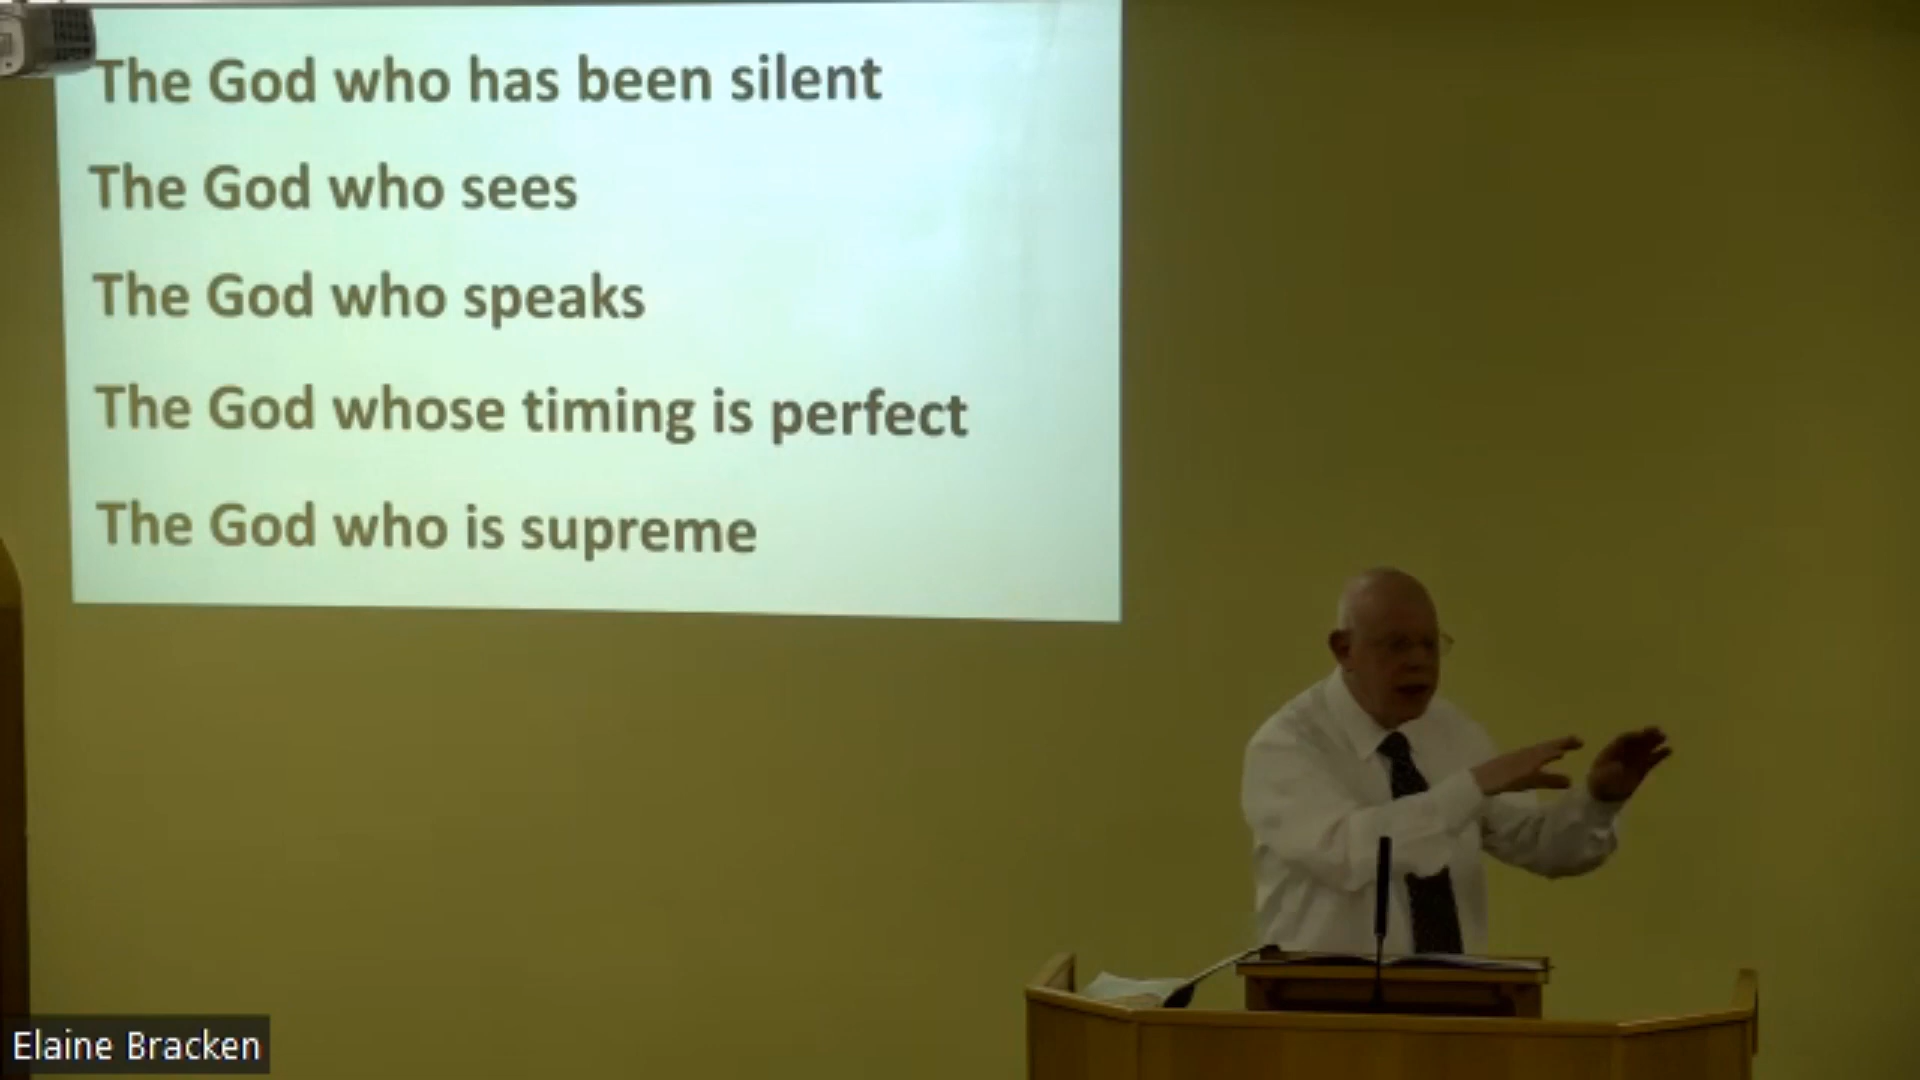 The God who has been silent
The God who sees
The God who speaks
The God whose timing is perfect
The God who is supreme
Elaine Bracken